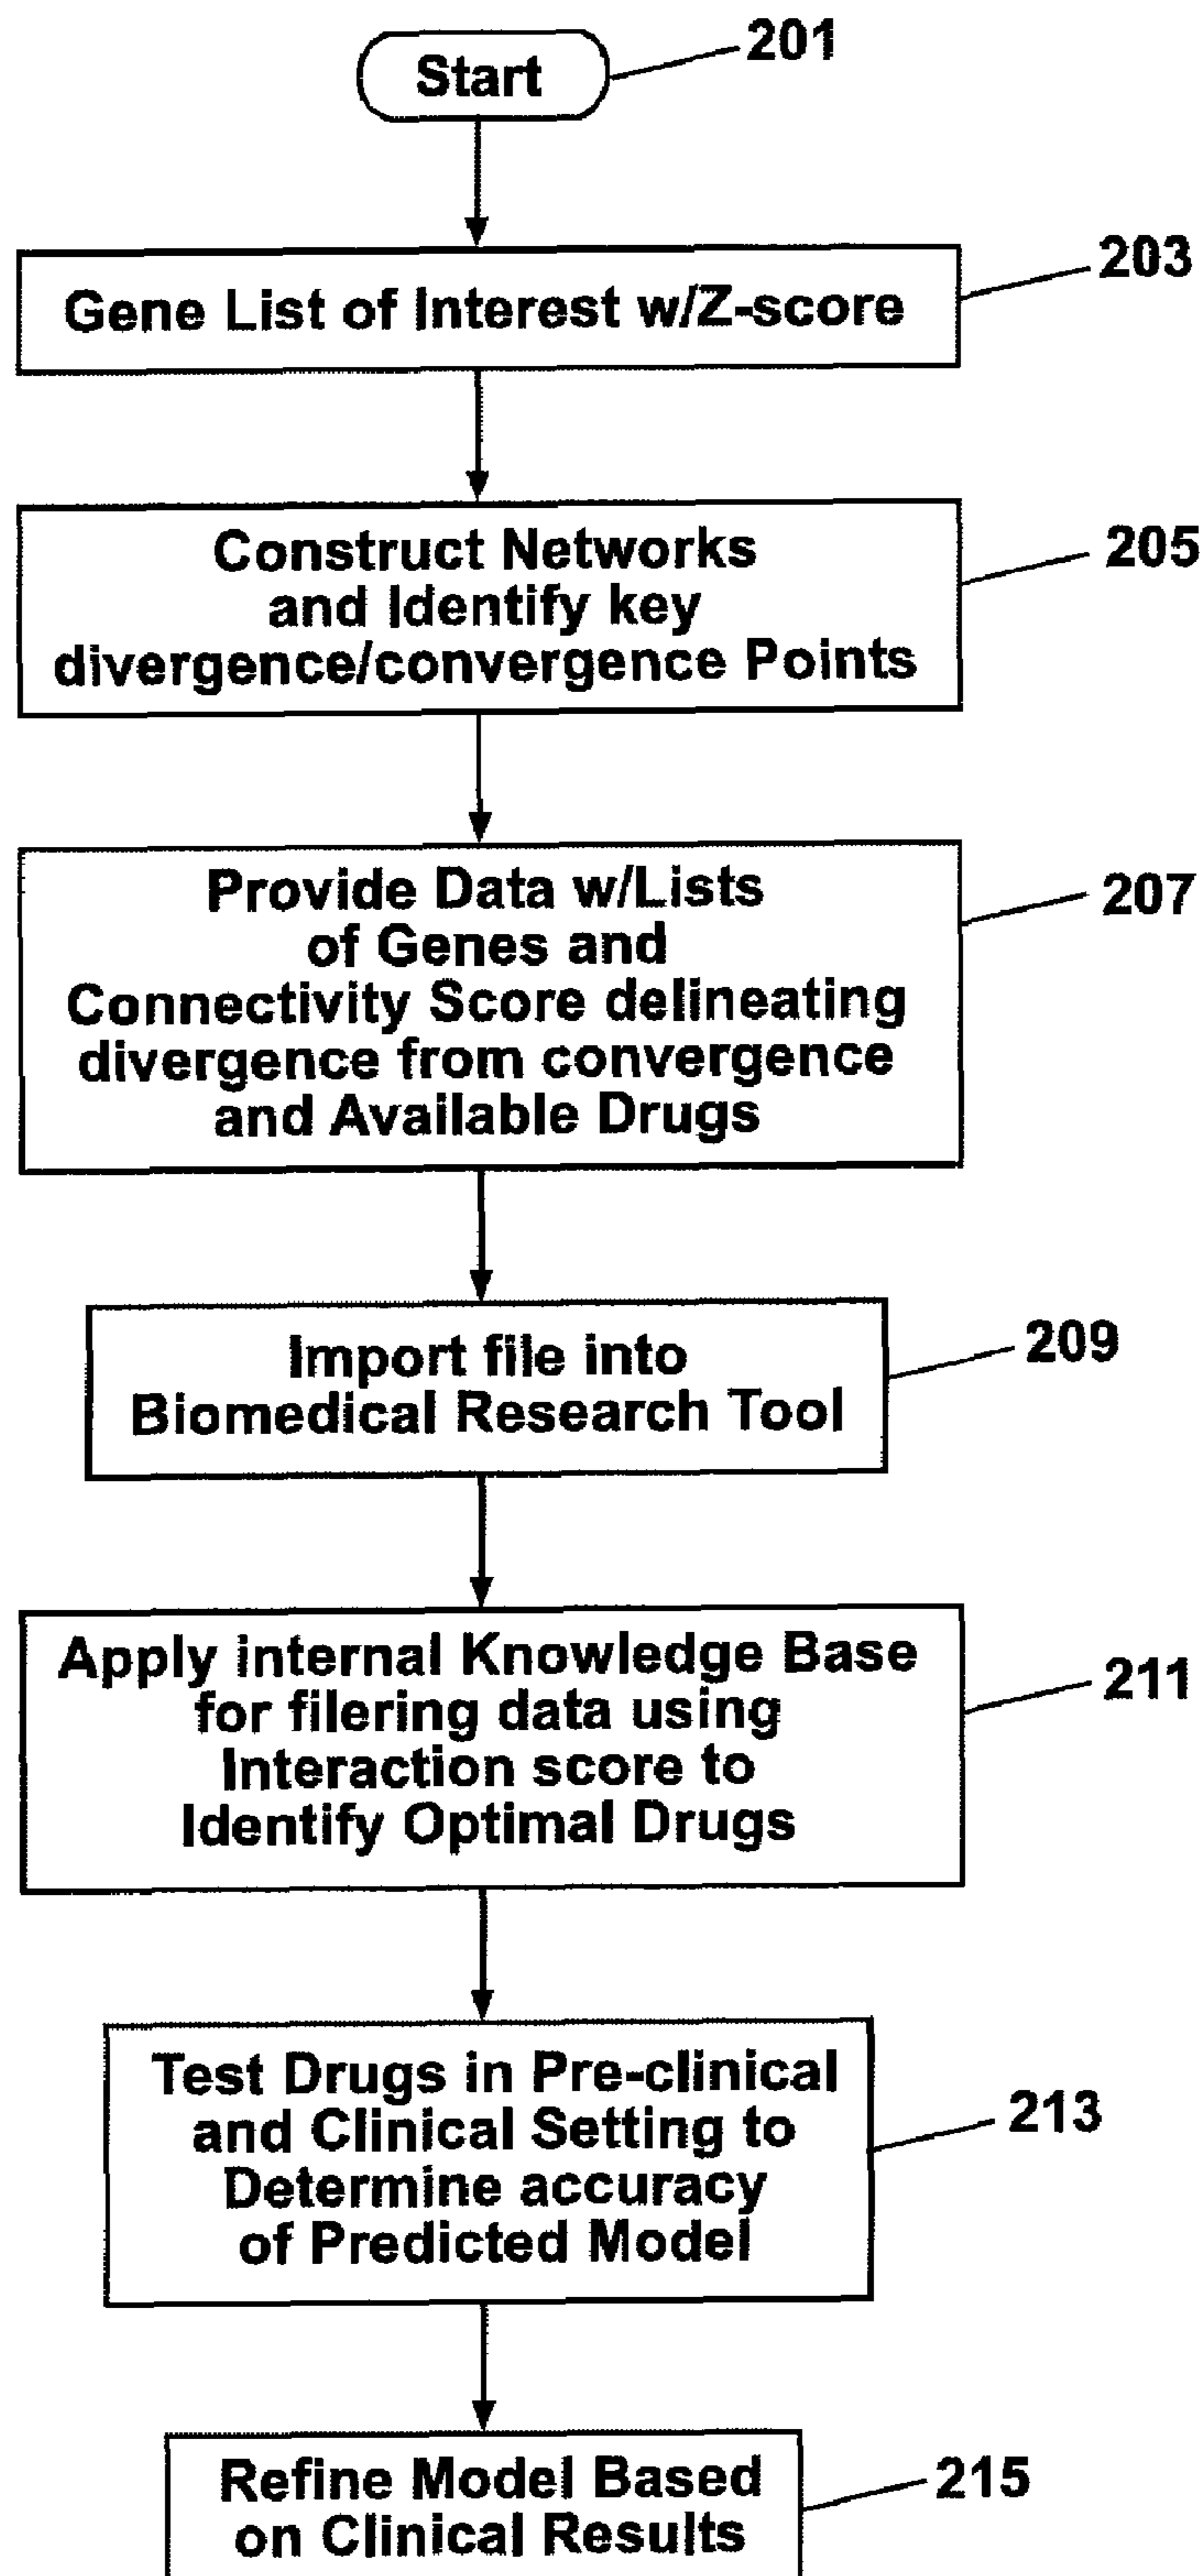 Start
201
Gene List of Interest w/Z-score
203
Construct Networks
and Identify key
divergence/convergence Points
205
Provide Data w/Lists
of Genes and
Connectivity Score delineating
divergence from convergence
and Available Drugs
207
Import file into
Biomedical Research Tool
209
Apply internal Knowledge Base
for filering data using
Interaction score to
Identify Optimal Drugs
211
Test Drugs in Pre-clinical
and Clinical Setting to
Determine accuracy
of Predicted Model
213
Refine Model Based
on Clinical Results
215